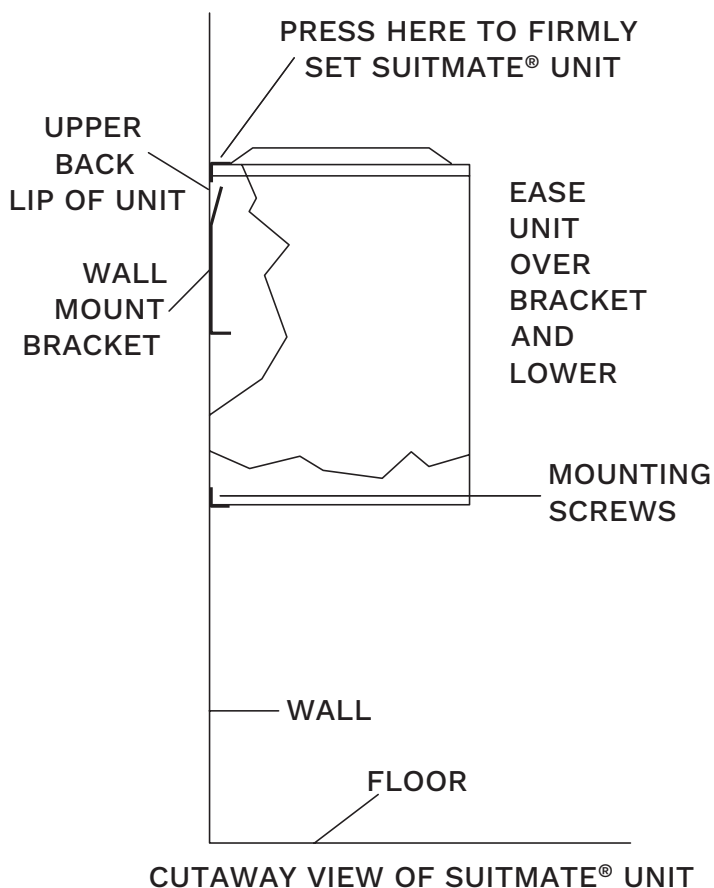 PRESS HERE TO FIRMLY
SET SUITMATE® UNIT
UPPER
BACK
LIP OF UNIT
WALL
MOUNT
BRACKET
EASE
UNIT
OVER
BRACKET
AND
LOWER
MOUNTING
SCREWS
WALL
FLOOR
CUTAWAY VIEW OF SUITMATE® UNIT